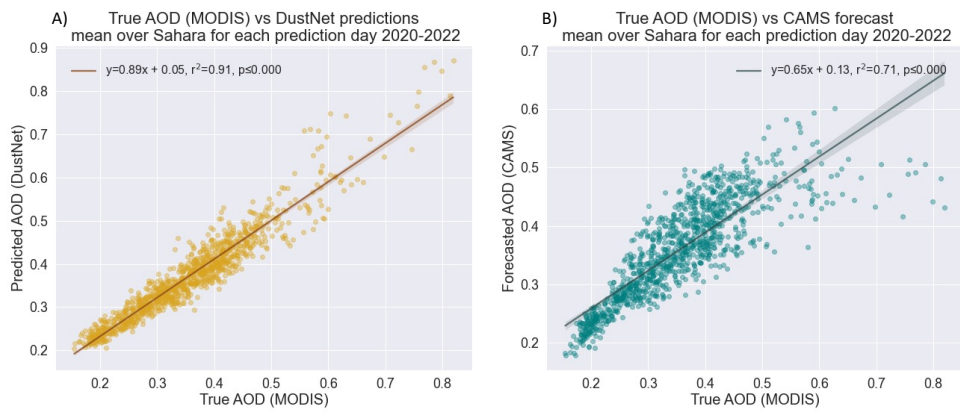 A)
True AOD (MODIS) vs DustNet predictions
mean over Sahara for each prediction day 2020-2022
y=0.89x + 0.05, r²=0.91, p≤0.000
Predicted AOD (DustNet)
0.9
0.8
0.7
0.6
0.5
0.4
0.3
0.2
0.2 0.3 0.4 0.5 0.6 0.7 0.8
True AOD (MODIS)
B)
True AOD (MODIS) vs CAMS forecast
mean over Sahara for each prediction day 2020-2022
y=0.65x + 0.13, r²=0.71, p≤0.000
Forecasted AOD (CAMS)
0.7
0.6
0.5
0.4
0.3
0.2
0.2 0.3 0.4 0.5 0.6 0.7 0.8
True AOD (MODIS)